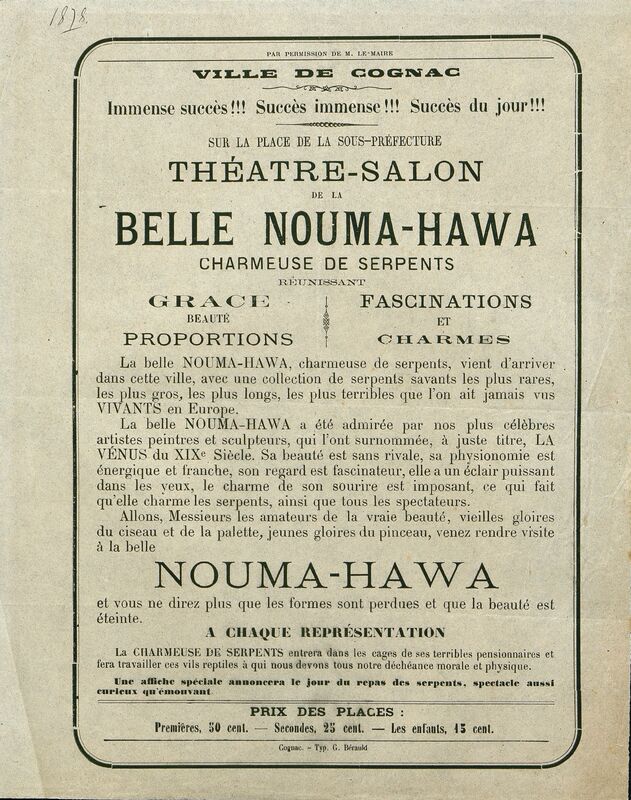 1878.
PAR PERMISSION DE M. LE MAIRE
VILLE DE COGNAC
Immense succès!!! Succès immense!!! Succès du jour!!!
SUR LA PLACE DE LA SOUS-PRÉFECTURE
THÉATRE-SALON
DE LA
BELLE NOUMA-HAWA
CHARMEUSE DE SERPENTS
RÉUNISSANT
GRACE
BEAUTÉ
PROPORTIONS
FASCINATIONS
ET
CHARMES
La belle NOUMA-HAWA, charmeuse de serpents, vient d'arriver
dans cette ville, avec une collection de serpents savants les plus rares,
les plus gros, les plus longs, les plus terribles que l'on ait jamais vus
VIVANTS en Europe.
La belle NOUMA-HAWA a été admirée par nos plus célèbres
artistes peintres et sculpteurs, qui l'ont surnommée, à juste titre, LA
VÉNUS du XIXe Siècle. Sa beauté est sans rivale, sa physionomie est
énergique et franche, son regard est fascinateur, elle a un éclair puissant
dans les yeux, le charme de son sourire est imposant, ce qui fait
qu'elle charme les serpents, ainsi que tous les spectateurs.
Allons, Messieurs les amateurs de la vraie beauté, vieilles gloires
du ciseau et de la palette, jeunes gloires du pinceau, venez rendre visite
à la belle
NOUMA-HAWA
et vous ne direz plus que les formes sont perdues et que la beauté est
éteinte.
A CHAQUE REPRÉSENTATION
La CHARMEUSE DE SERPENTS entrera dans les cages de ses terribles pensionnaires et
fera travailler ces vils reptiles à qui nous devons tous notre déchéance morale et physique.
Une affiche spéciale annoncera le jour du repas des serpents, spectacle aussi
curieux qu'émouvant.
PRIX DES PLACES :
Premières, 50 cent. — Secondes, 25 cent. — Les enfants, 15 cent.
Cognac. – Typ. G. Bérauld